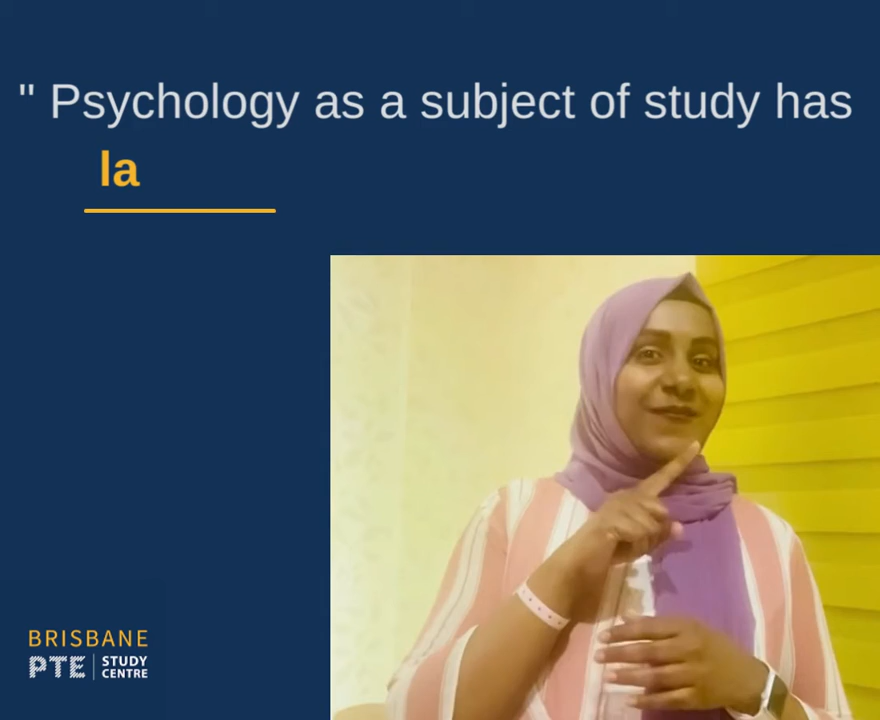 " Psychology as a subject of study has
la
BRISBANE
PTE STUDY
CENTRE